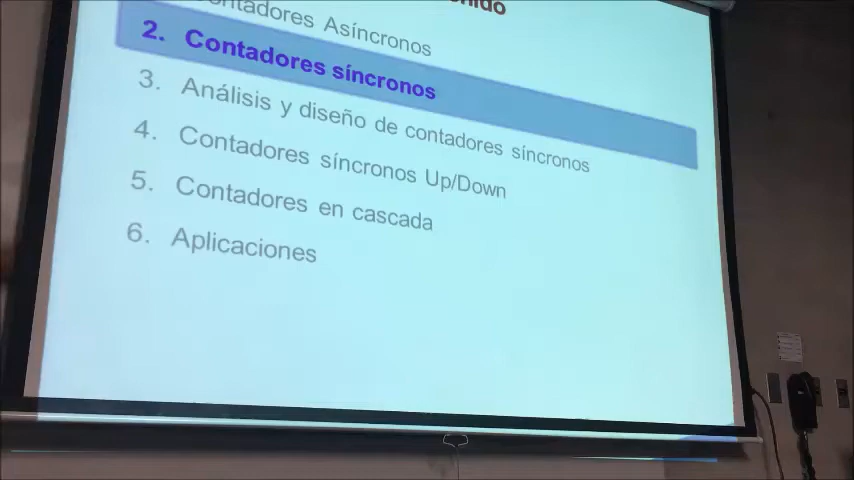 Asíncronos
2. Contadores síncronos
3. Análisis y diseño de contadores síncronos
4. Contadores síncronos Up/Down
5. Contadores en cascada
6. Aplicaciones